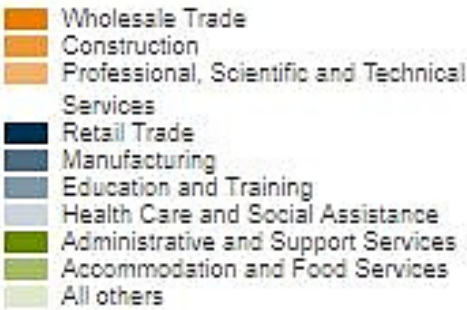 Wholesale Trade
Construction
Professional, Scientific and Technical
Services
Retail Trade
Manufacturing
Education and Training
Health Care and Social Assistance
Administrative and Support Services
Accommodation and Food Services
All others